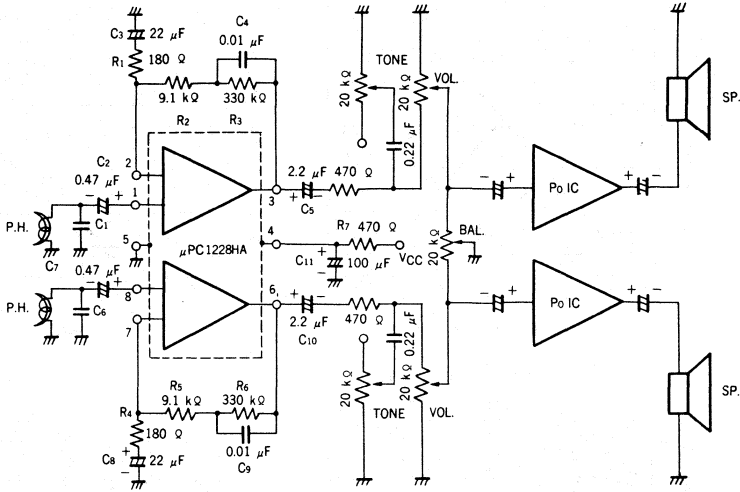 C4
C3 22 μF
0.01 μF
R1 180 Ω
9.1 kΩ 330 kΩ
R2 R3
TONE
VOL.
20 kΩ
20 kΩ
0.22 μF
SP.
C2 2
0.47 μF
1
C1
P.H.
C7
5
3
2.2 μF 470 Ω
C5
μPC1228HA
4
R7 470 Ω
C11 100 μF
VCC
20 kΩ
BAL.
Po IC
0.47 μF
8
P.H.
C6
7
6
2.2 μF
C10
470 Ω
0.22 μF
Po IC
20 kΩ
TONE
20 kΩ
VOL.
SP.
R5 R6
9.1 kΩ 330 kΩ
R4
180 Ω
0.01 μF
C9
C8 22 μF